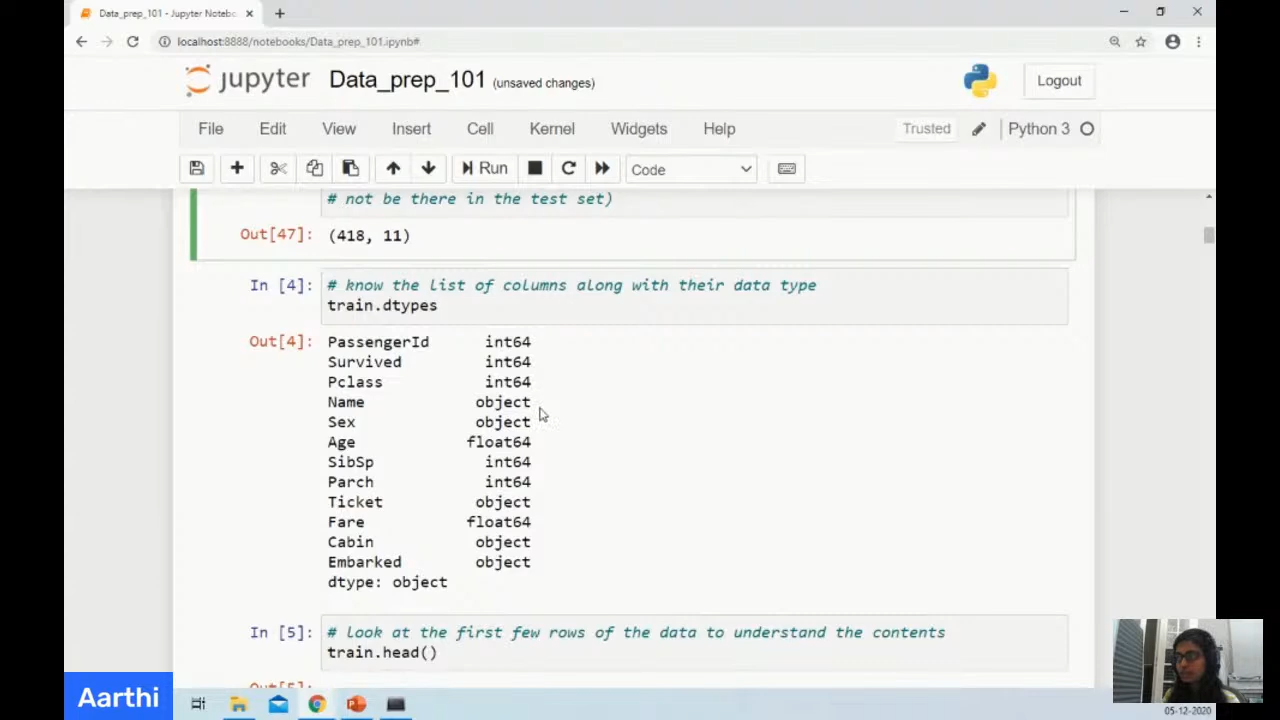 Data_prep_101 - Jupyter Notebo
localhost:8888/notebooks/Data_prep_101.ipynb#
jupyter Data_prep_101 (unsaved changes)
Logout
File Edit View Insert Cell Kernel Widgets Help Trusted Python 3
Run Code
# not be there in the test set)
Out[47]: (418, 11)
In [4]: # know the list of columns along with their data type
train.dtypes
Out[4]: PassengerId int64
Survived int64
Pclass int64
Name object
Sex object
Age float64
SibSp int64
Parch int64
Ticket object
Fare float64
Cabin object
Embarked object
dtype: object
In [5]: # look at the first few rows of the data to understand the contents
train.head()
Out[5]:
Aarthi
05-12-2020